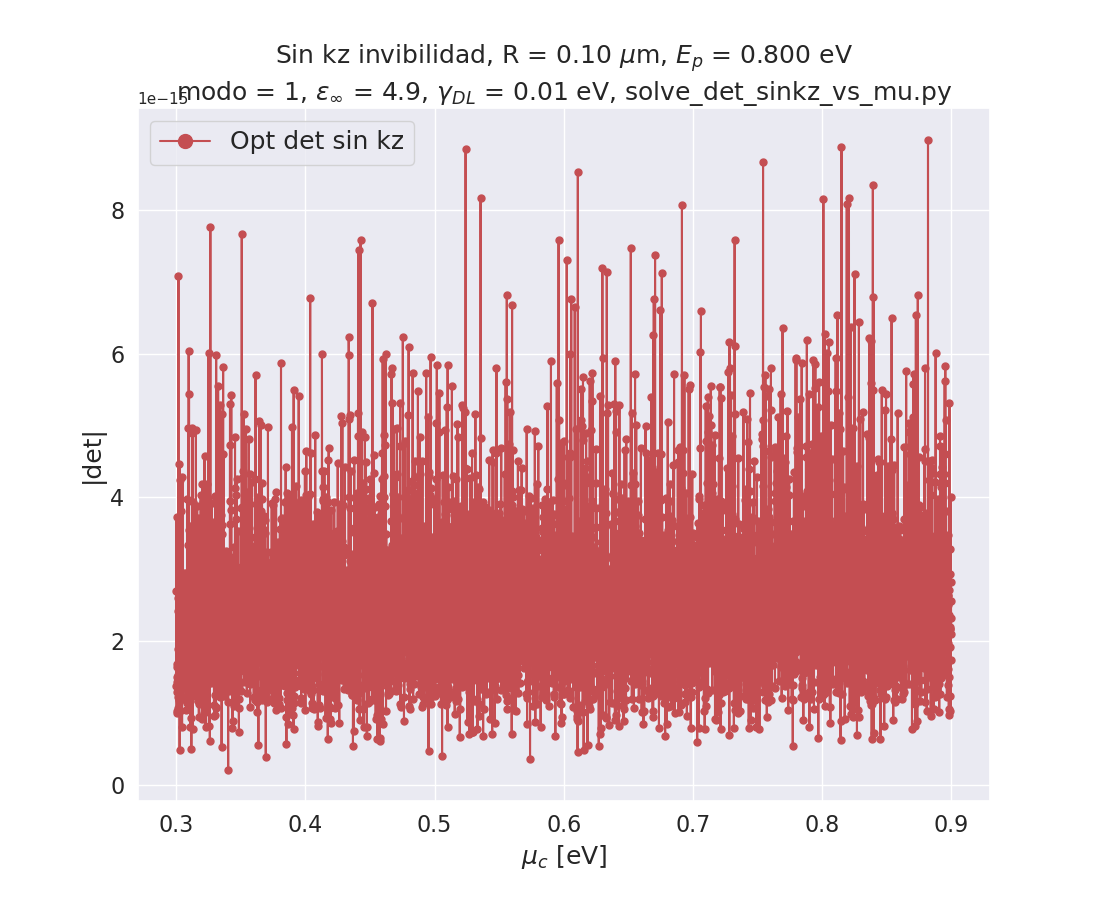 Sin kz invibilidad, R = 0.10 μm, E_p = 0.800 eV
modo = 1, ε_∞ = 4.9, γ_DL = 0.01 eV, solve_det_sinkz_vs_mu.py
1e−15
Opt det sin kz
8
6
4
2
0
|det|
0.3 0.4 0.5 0.6 0.7 0.8 0.9
μ_c [eV]